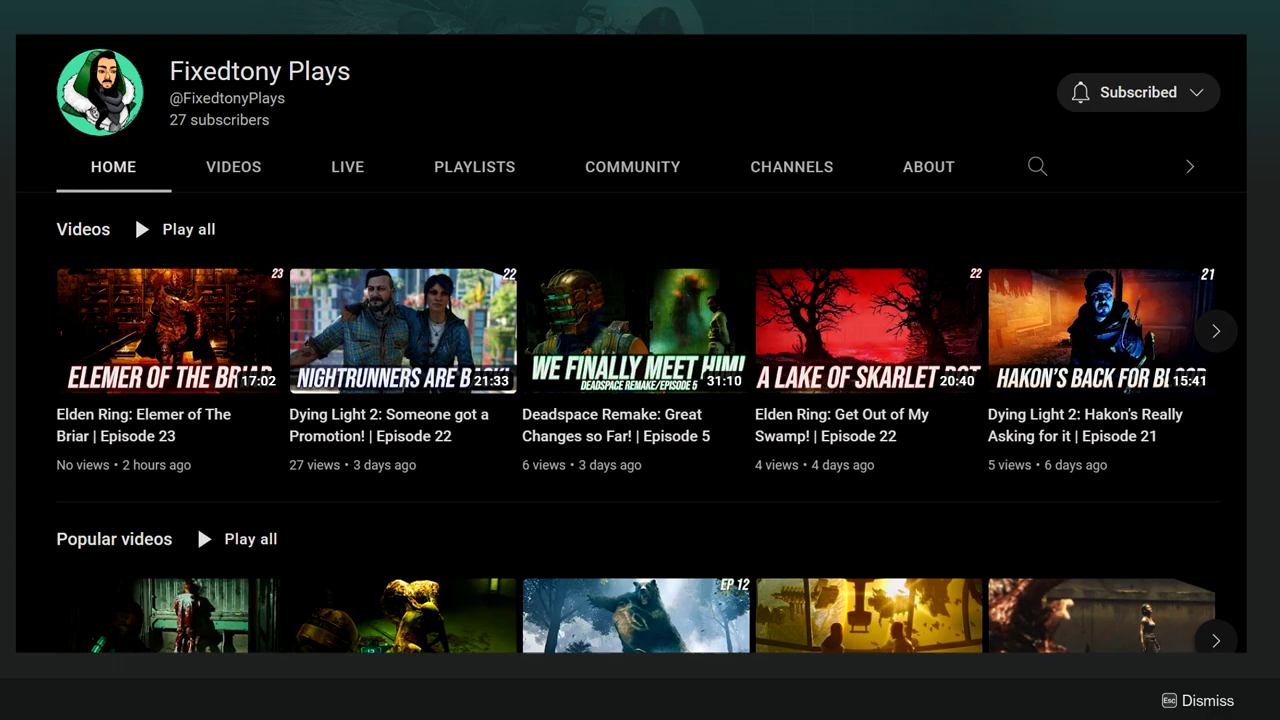 Fixedtony Plays
@FixedtonyPlays
27 subscribers
Subscribed
HOME VIDEOS LIVE PLAYLISTS COMMUNITY CHANNELS ABOUT
Videos Play all
23
ELEMER OF THE
17:02
Elden Ring: Elemer of The
Briar | Episode 23
No views • 2 hours ago
22
NIGHTRUNNERS ARE
21:33
Dying Light 2: Someone got a
Promotion! | Episode 22
27 views • 3 days ago
WE FINALLY MEET HIM!
DEADSPACE REMAKE/EPISODE 5
31:10
Deadspace Remake: Great
Changes so Far! | Episode 5
6 views • 3 days ago
22
A LAKE OF SKARLET
20:40
Elden Ring: Get Out of My
Swamp! | Episode 22
4 views • 4 days ago
21
HAKON'S BACK FOR
15:41
Dying Light 2: Hakon's Really
Asking for it | Episode 21
5 views • 6 days ago
Popular videos Play all
EP 12
Esc Dismiss